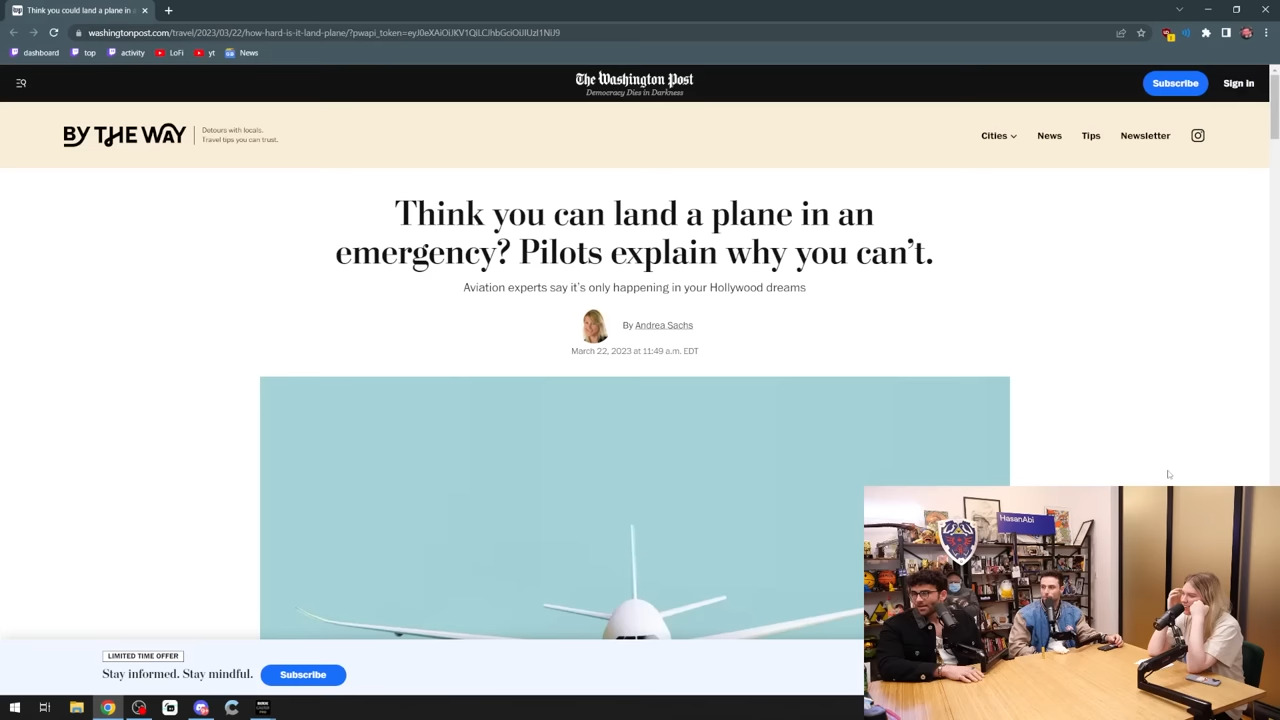 Think you could land a plane in a
washingtonpost.com/travel/2023/03/22/how-hard-is-it-land-plane/?pwapi_token=eyJ0eXAiOiJKV1QiLCJhbGciOiJIUzI1NiJ9
dashboard
top
activity
LoFi
yt
News
The Washington Post
Democracy Dies in Darkness
Subscribe
Sign in
BY THE WAY
Detours with locals.
Travel tips you can trust.
Cities
News
Tips
Newsletter
Think you can land a plane in an
emergency? Pilots explain why you can't.
Aviation experts say it's only happening in your Hollywood dreams
By Andrea Sachs
March 22, 2023 at 11:49 a.m. EDT
HasanAbi
LIMITED TIME OFFER
Stay informed. Stay mindful.
Subscribe